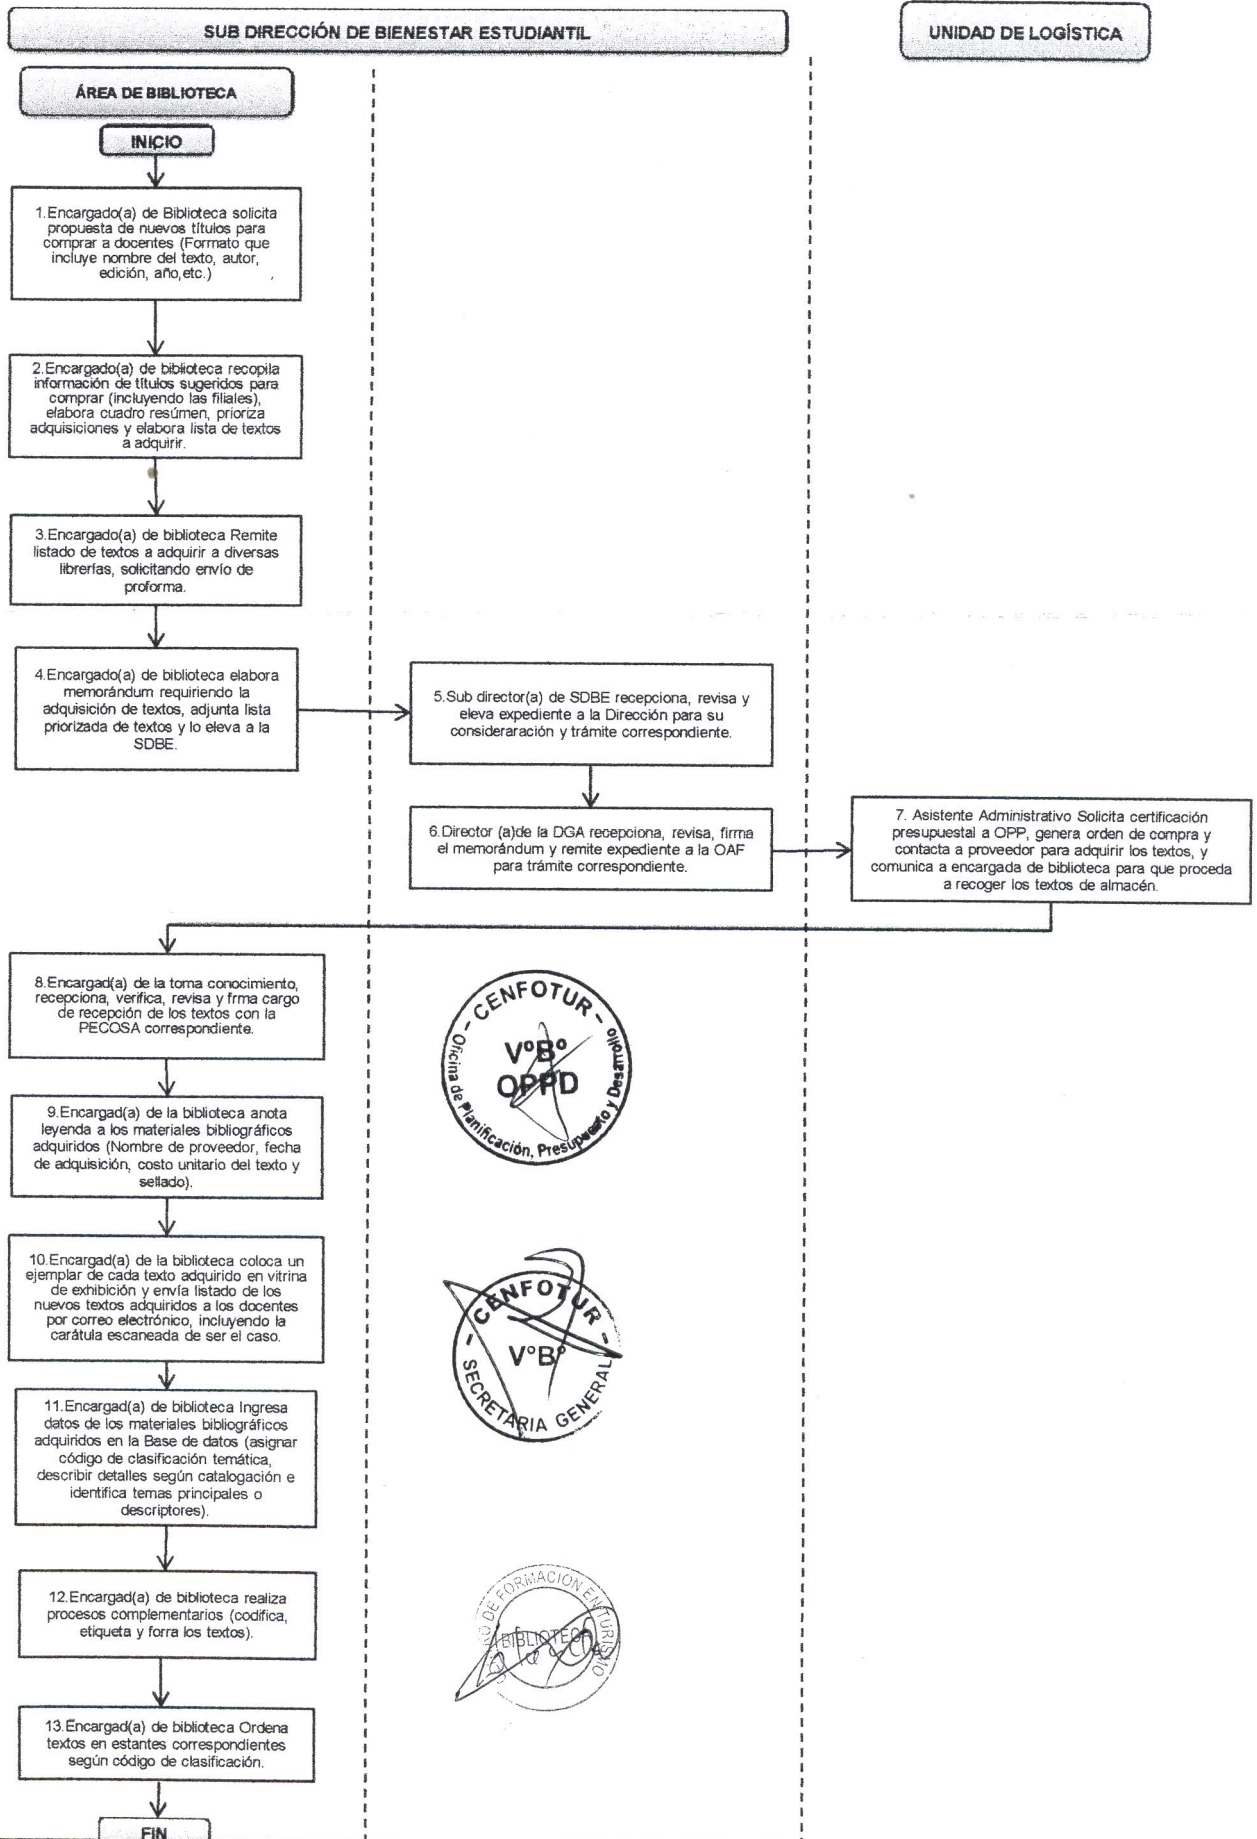 SUB DIRECCIÓN DE BIENESTAR ESTUDIANTIL
UNIDAD DE LOGÍSTICA
ÁREA DE BIBLIOTECA
INICIO
1.Encargado(a) de Biblioteca solicita
propuesta de nuevos títulos para
comprar a docentes (Formato que
incluye nombre del texto, autor,
edición, año,etc.)
2.Encargado(a) de biblioteca recopila
información de títulos sugeridos para
comprar (incluyendo las filiales),
elabora cuadro resúmen, prioriza
adquisiciones y elabora lista de textos
a adquirir.
3.Encargado(a) de biblioteca Remite
listado de textos a adquirir a diversas
librerías, solicitando envío de
proforma.
4.Encargado(a) de biblioteca elabora
memorándum requiriendo la
adquisición de textos, adjunta lista
priorizada de textos y lo eleva a la
SDBE.
5.Sub director(a) de SDBE recepciona, revisa y
eleva expediente a la Dirección para su
consideraración y trámite correspondiente.
6.Director (a)de la DGA recepciona, revisa, firma
el memorándum y remite expediente a la OAF
para trámite correspondiente.
7. Asistente Administrativo Solicita certificación
presupuestal a OPP, genera orden de compra y
contacta a proveedor para adquirir los textos, y
comunica a encargada de biblioteca para que proceda
a recoger los textos de almacén.
8.Encargad(a) de la toma conocimiento,
recepciona, verifica, revisa y frma cargo
de recepción de los textos con la
PECOSA correspondiente.
9.Encargad(a) de la biblioteca anota
leyenda a los materiales bibliográficos
adquiridos (Nombre de proveedor, fecha
de adquisición, costo unitario del texto y
sellado).
10.Encargad(a) de la biblioteca coloca un
ejemplar de cada texto adquirido en vitrina
de exhibición y envía listado de los
nuevos textos adquiridos a los docentes
por correo electrónico, incluyendo la
carátula escaneada de ser el caso.
11.Encargad(a) de biblioteca Ingresa
datos de los materiales bibliográficos
adquiridos en la Base de datos (asignar
código de clasificación temática,
describir detalles según catalogación e
identifica temas principales o
descriptores).
12.Encargad(a) de biblioteca realiza
procesos complementarios (codifica,
etiqueta y forra los textos).
13.Encargad(a) de biblioteca Ordena
textos en estantes correspondientes
según código de clasificación.
FIN
- CENFOTUR -
V°B°
OPPD
Oficina de Planificación, Presupuesto y Desarrollo
- CENFOTUR -
V°B°
SECRETARIA GENERAL
DE FORMACION EN TURISMO
BIBLIOTECA